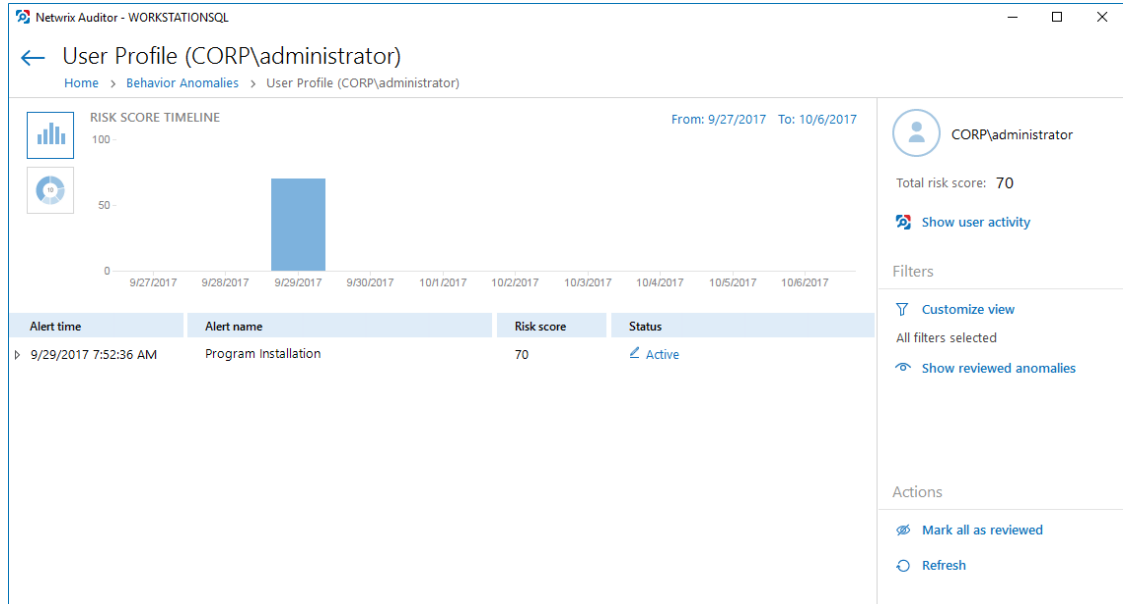 Netwrix Auditor - WORKSTATIONSQL
User Profile (CORP\administrator)
Home > Behavior Anomalies > User Profile (CORP\administrator)
RISK SCORE TIMELINE
From: 9/27/2017 To: 10/6/2017
100
50
0
9/27/2017 9/28/2017 9/29/2017 9/30/2017 10/1/2017 10/2/2017 10/3/2017 10/4/2017 10/5/2017 10/6/2017
10
Alert time Alert name Risk score Status
9/29/2017 7:52:36 AM Program Installation 70 Active
CORP\administrator
Total risk score: 70
Show user activity
Filters
Customize view
All filters selected
Show reviewed anomalies
Actions
Mark all as reviewed
Refresh